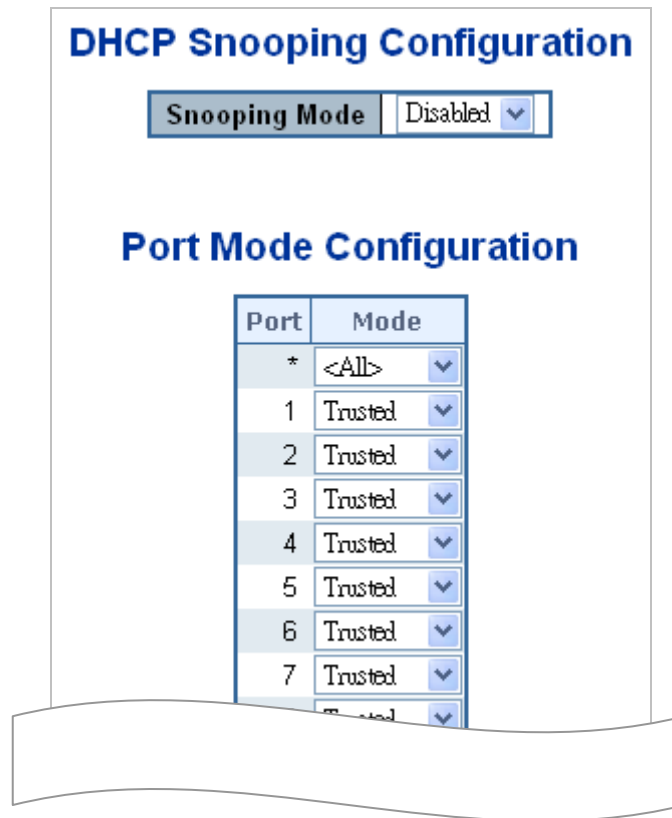 DHCP Snooping Configuration
Snooping Mode Disabled
Port Mode Configuration
Port Mode
* <All>
1 Trusted
2 Trusted
3 Trusted
4 Trusted
5 Trusted
6 Trusted
7 Trusted